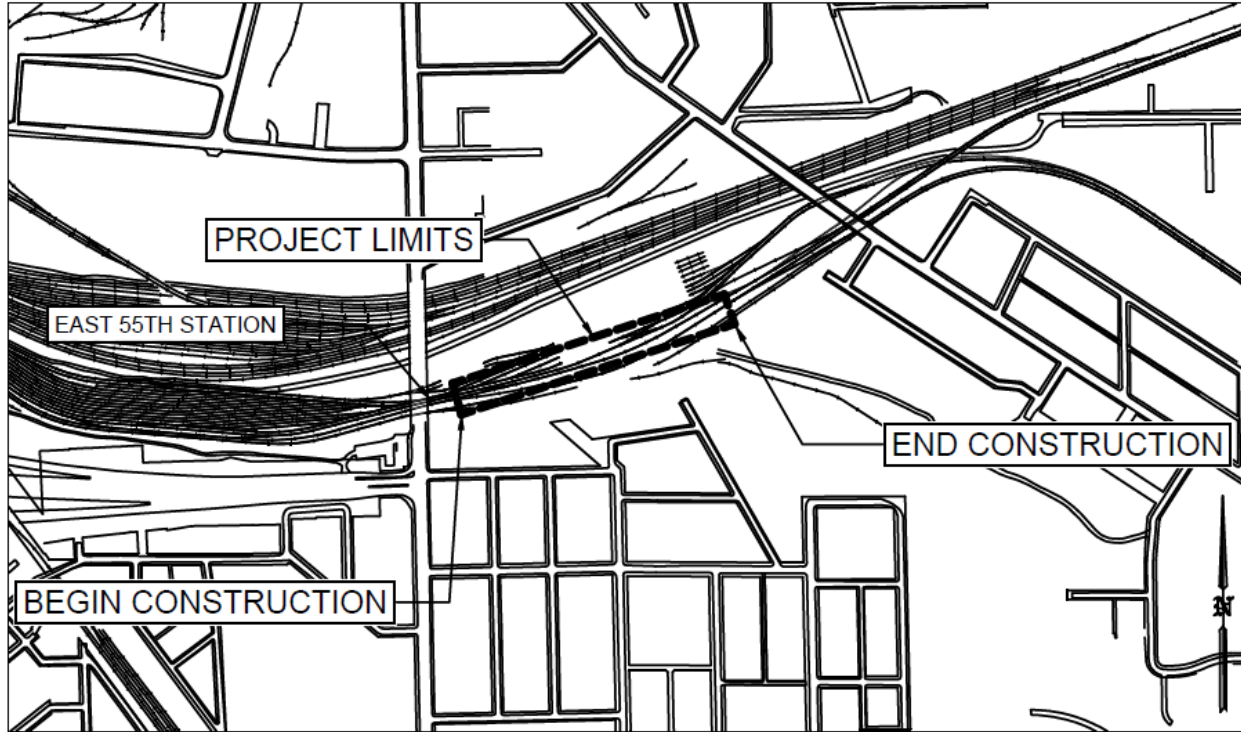 PROJECT LIMITS
EAST 55TH STATION
END CONSTRUCTION
BEGIN CONSTRUCTION
N